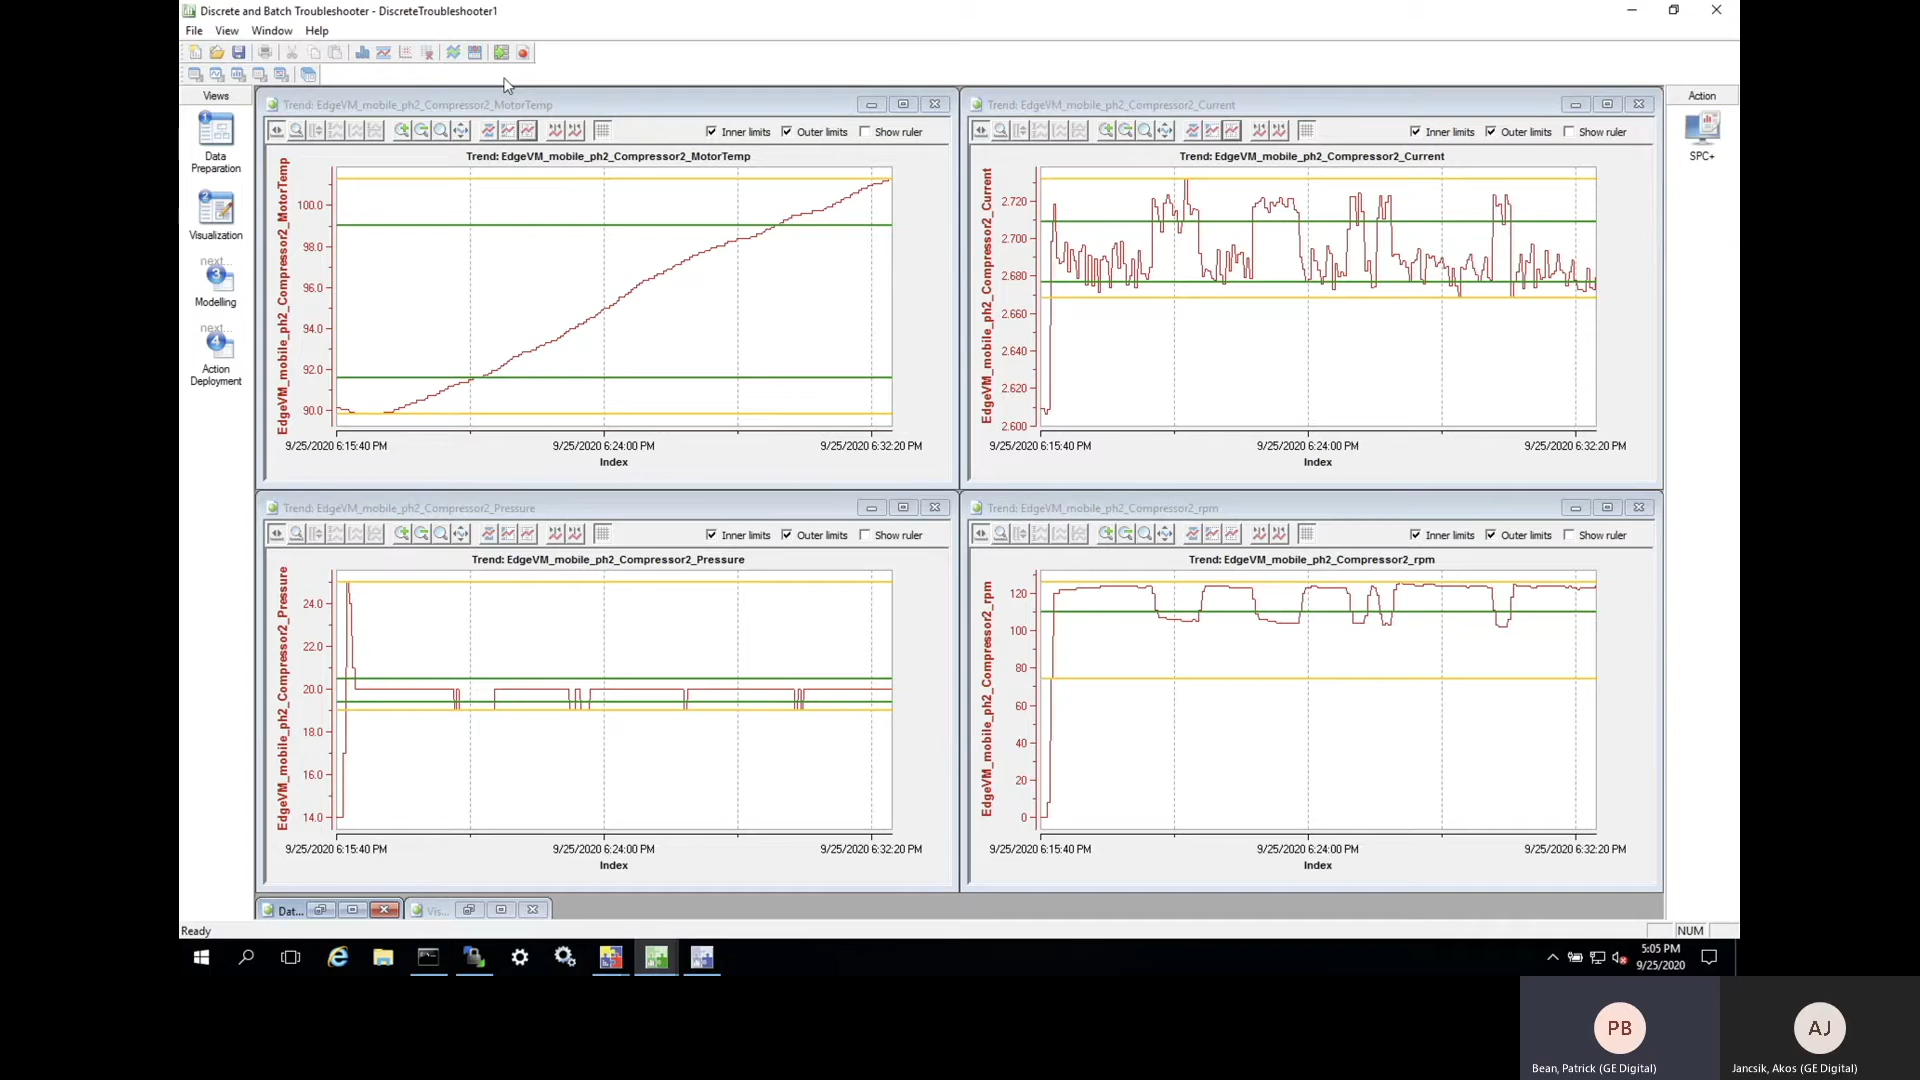 Discrete and Batch Troubleshooter - DiscreteTroubleshooter1
File View Window Help
Views
1
Data
Preparation
2
Visualization
next...
3
Modelling
next...
4
Action
Deployment
Trend: EdgeVM_mobile_ph2_Compressor2_MotorTemp
Inner limits Outer limits Show ruler
Trend: EdgeVM_mobile_ph2_Compressor2_MotorTemp
EdgeVM_mobile_ph2_Compressor2_MotorTemp
100.0
98.0
96.0
94.0
92.0
90.0
9/25/2020 6:15:40 PM 9/25/2020 6:24:00 PM 9/25/2020 6:32:20 PM
Index
Trend: EdgeVM_mobile_ph2_Compressor2_Current
Inner limits Outer limits Show ruler
Trend: EdgeVM_mobile_ph2_Compressor2_Current
EdgeVM_mobile_ph2_Compressor2_Current
2.720
2.700
2.680
2.660
2.640
2.620
2.600
9/25/2020 6:15:40 PM 9/25/2020 6:24:00 PM 9/25/2020 6:32:20 PM
Index
Trend: EdgeVM_mobile_ph2_Compressor2_Pressure
Inner limits Outer limits Show ruler
Trend: EdgeVM_mobile_ph2_Compressor2_Pressure
EdgeVM_mobile_ph2_Compressor2_Pressure
24.0
22.0
20.0
18.0
16.0
14.0
9/25/2020 6:15:40 PM 9/25/2020 6:24:00 PM 9/25/2020 6:32:20 PM
Index
Trend: EdgeVM_mobile_ph2_Compressor2_rpm
Inner limits Outer limits Show ruler
Trend: EdgeVM_mobile_ph2_Compressor2_rpm
EdgeVM_mobile_ph2_Compressor2_rpm
120
100
80
60
40
20
0
9/25/2020 6:15:40 PM 9/25/2020 6:24:00 PM 9/25/2020 6:32:20 PM
Index
Action
SPC+
Dat... Vis...
Ready
NUM
5:05 PM
9/25/2020
PB
Bean, Patrick (GE Digital)
AJ
Jancsik, Akos (GE Digital)